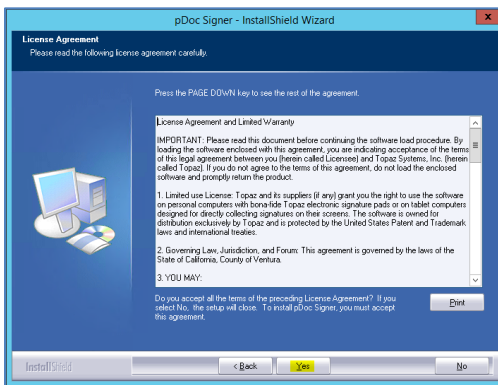 pDoc Signer - InstallShield Wizard
x
License Agreement
Please read the following license agreement carefully.
Press the PAGE DOWN key to see the rest of the agreement.
License Agreement and Limited Warranty
IMPORTANT: Please read this document before continuing the software load procedure. By
loading the software enclosed with this agreement, you are indicating acceptance of the terms
of this legal agreement between you (herein called Licensee) and Topaz Systems, Inc. (herein
called Topaz). If you do not agree to the terms of this agreement, do not load the enclosed
software and promptly return the product.
1. Limited use License: Topaz and its suppliers (if any) grant you the right to use the software
on personal computers with bona-fide Topaz electronic signature pads or on tablet computers
designed for directly collecting signatures on their screens. The software is owned for
distribution exclusively by Topaz and is protected by the United States Patent and Trademark
laws and international treaties.
2. Governing Law, Jurisdiction, and Forum: This agreement is governed by the laws of the
State of California, County of Ventura.
3. YOU MAY:
Do you accept all the terms of the preceding License Agreement? If you
select No, the setup will close. To install pDoc Signer, you must accept
this agreement.
Print
InstallShield
< Back
Yes
No